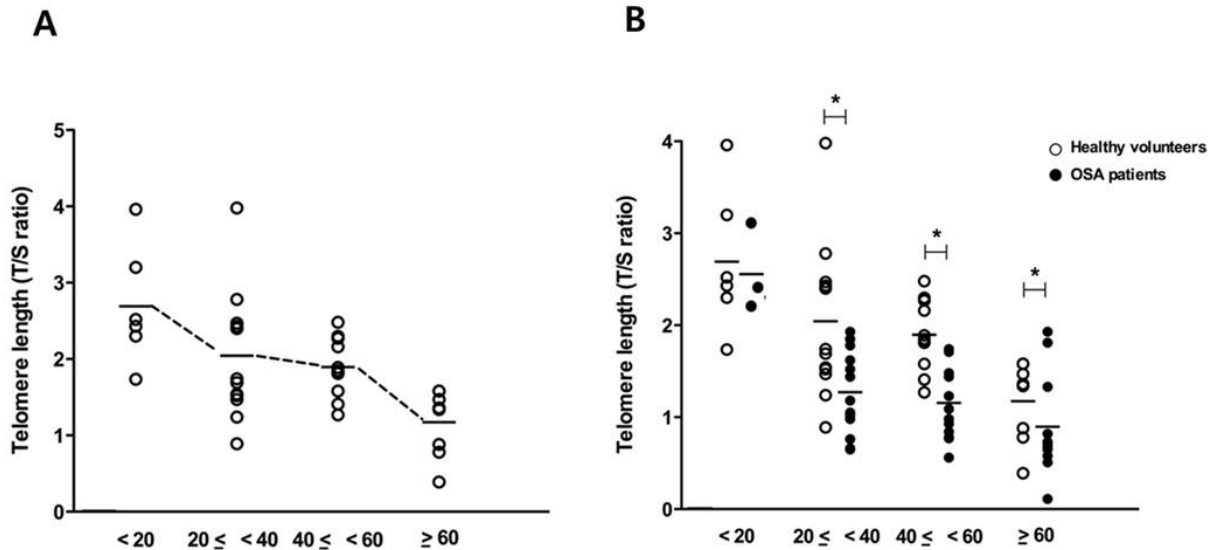 A
B
Telomere length (T/S ratio)
5
4
3
2
1
0
< 20
20 ≤ < 40
40 ≤ < 60
≥ 60
Telomere length (T/S ratio)
4
3
2
1
0
*
*
*
Healthy volunteers
OSA patients
< 20
20 ≤ < 40
40 ≤ < 60
≥ 60